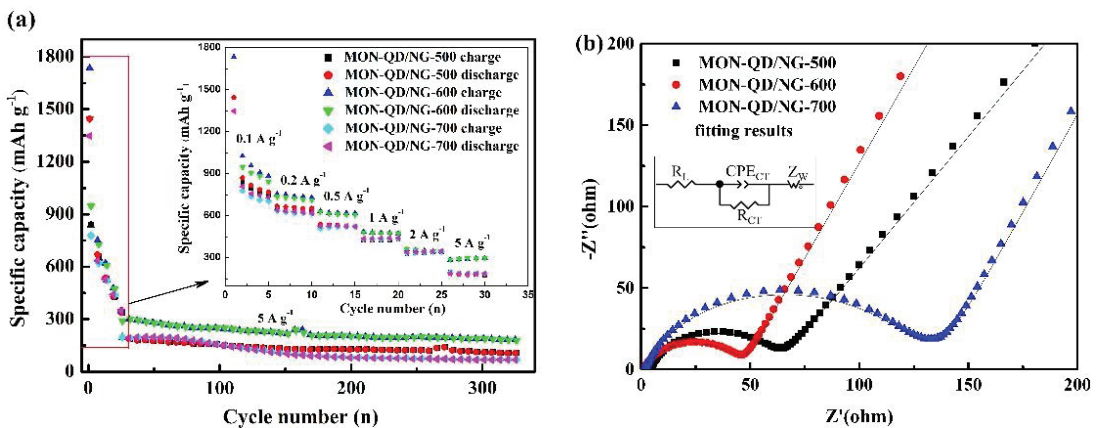 (a)
1800
1500
1200
900
600
300
0
Specific capacity (mAh g⁻¹)
0 100 200 300
Cycle number (n)
5 A g⁻¹
1800
1500
1200
900
600
300
Specific capacity (mAh g⁻¹)
0 5 10 15 20 25 30 35
Cycle number (n)
MON-QD/NG-500 charge
MON-QD/NG-500 discharge
MON-QD/NG-600 charge
MON-QD/NG-600 discharge
MON-QD/NG-700 charge
MON-QD/NG-700 discharge
0.1 A g⁻¹
0.2 A g⁻¹
0.5 A g⁻¹
1 A g⁻¹
2 A g⁻¹
5 A g⁻¹
(b)
200
150
100
50
0
-Z''(ohm)
0 50 100 150 200
Z'(ohm)
MON-QD/NG-500
MON-QD/NG-600
MON-QD/NG-700
fitting results
R_L
CPE_CT
Z_W
R_CT